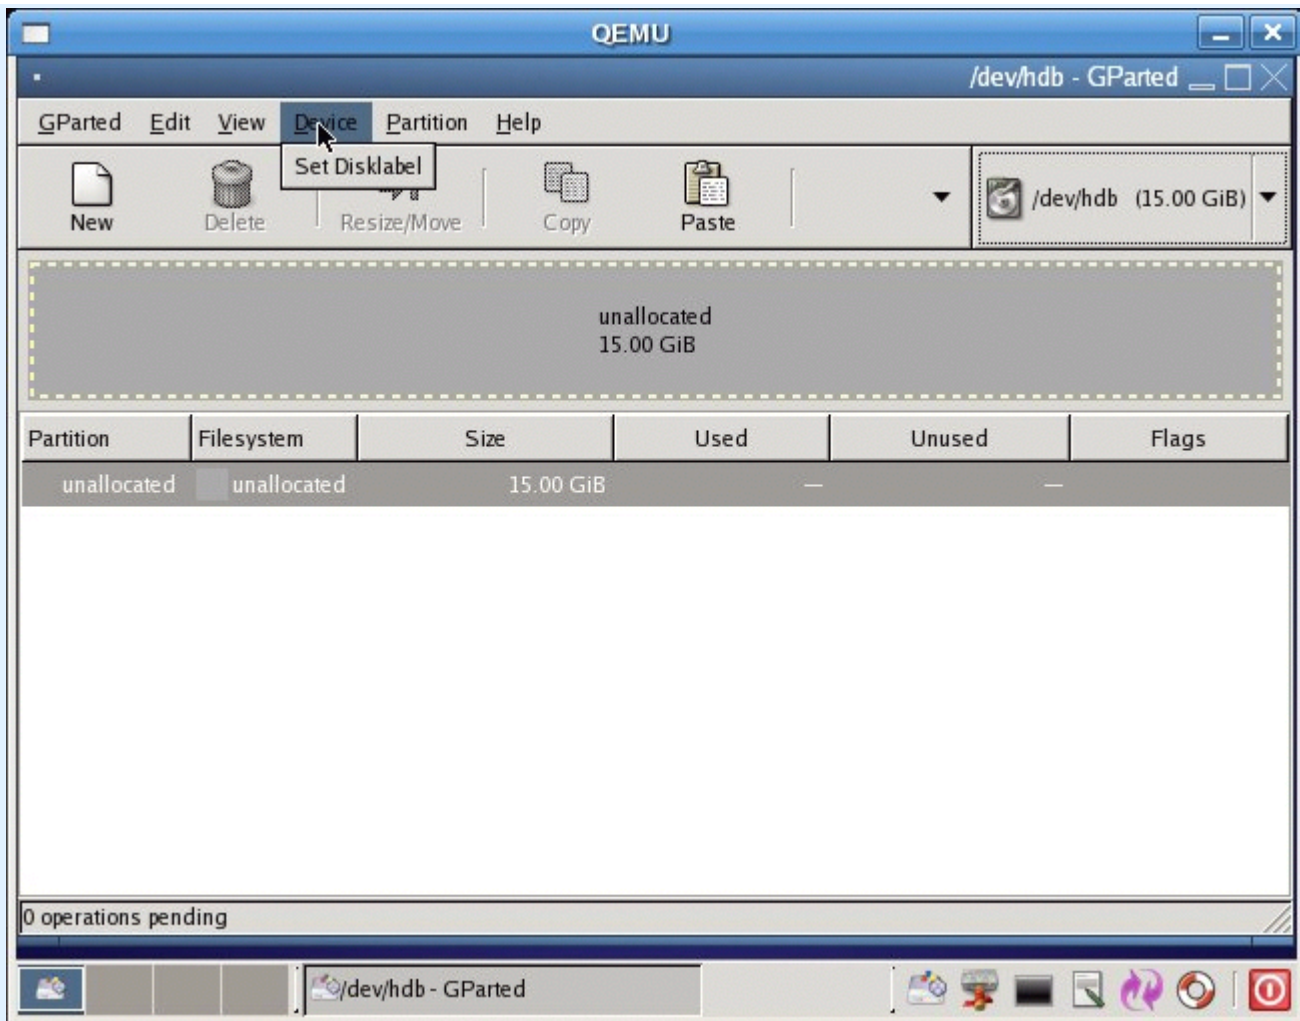 QEMU
/dev/hdb - GParted
GParted Edit View Device Partition Help
Set Disklabel
New Delete Resize/Move Copy Paste /dev/hdb (15.00 GiB)
unallocated
15.00 GiB
Partition Filesystem Size Used Unused Flags
unallocated unallocated 15.00 GiB — —
0 operations pending
/dev/hdb - GParted